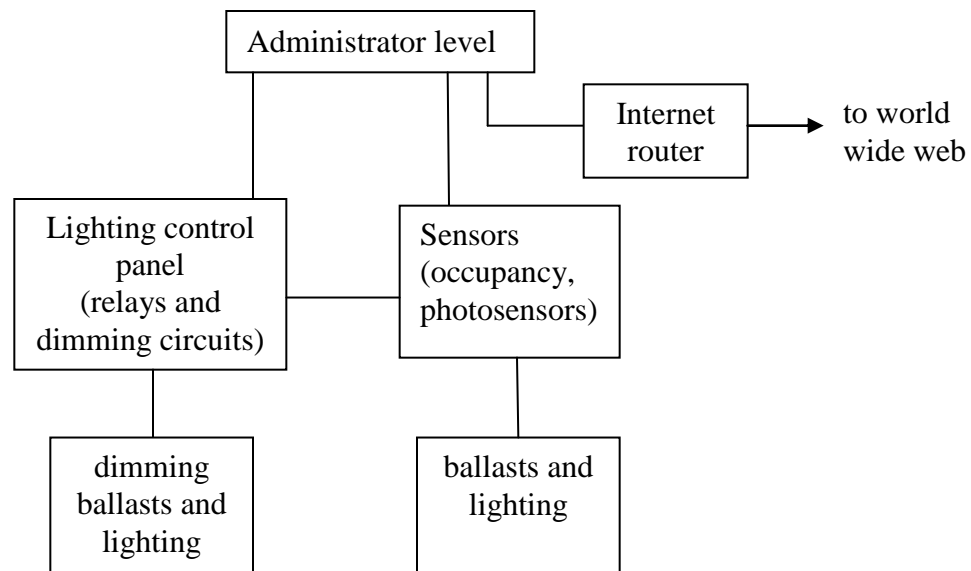 Administrator level
Internet
router
to world
wide web
Lighting control
panel
(relays and
dimming circuits)
Sensors
(occupancy,
photosensors)
dimming
ballasts and
lighting
ballasts and
lighting